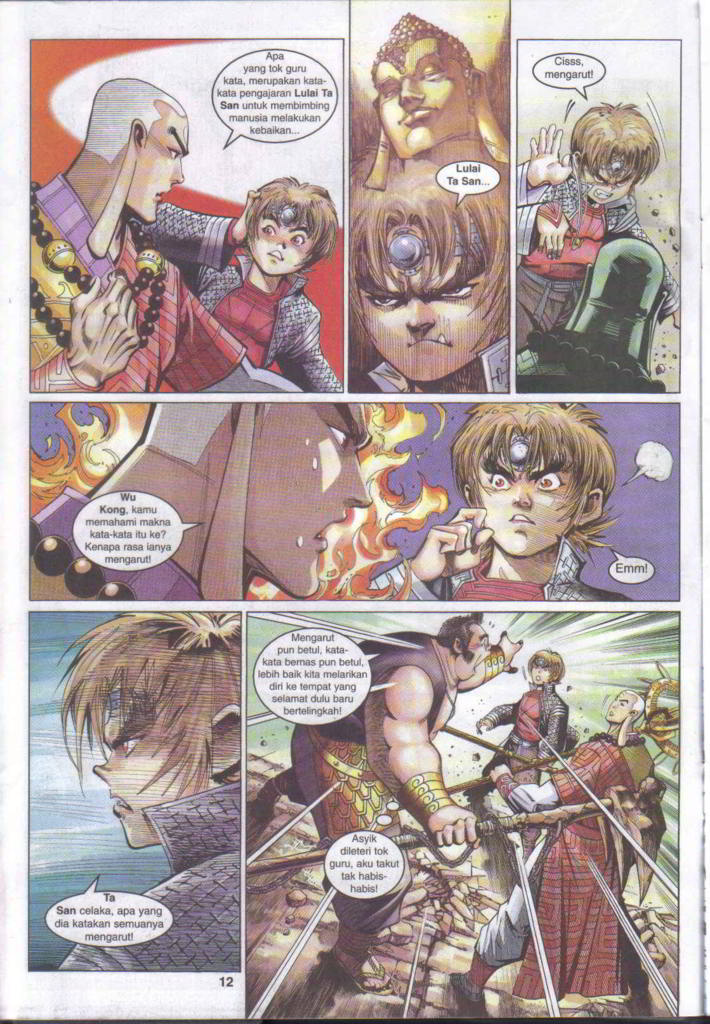 Apa
yang tok guru
kata, merupakan kata-
kata pengajaran Lulai Ta
San untuk membimbing
manusia melakukan
kebaikan...
Lulai
Ta San...
Cisss,
mengarut!
Wu
Kong, kamu
memahami makna
kata-kata itu ke?
Kenapa rasa ianya
mengarut!
Emm!
Ta
San celaka, apa yang
dia katakan semuanya
mengarut!
Mengarut
pun betul, kata-
kata bernas pun betul,
lebih baik kita melarikan
diri ke tempat yang
selamat dulu baru
bertelingkah!
Asyik
dileteri tok
guru, aku takut
tak habis-
habis!
12